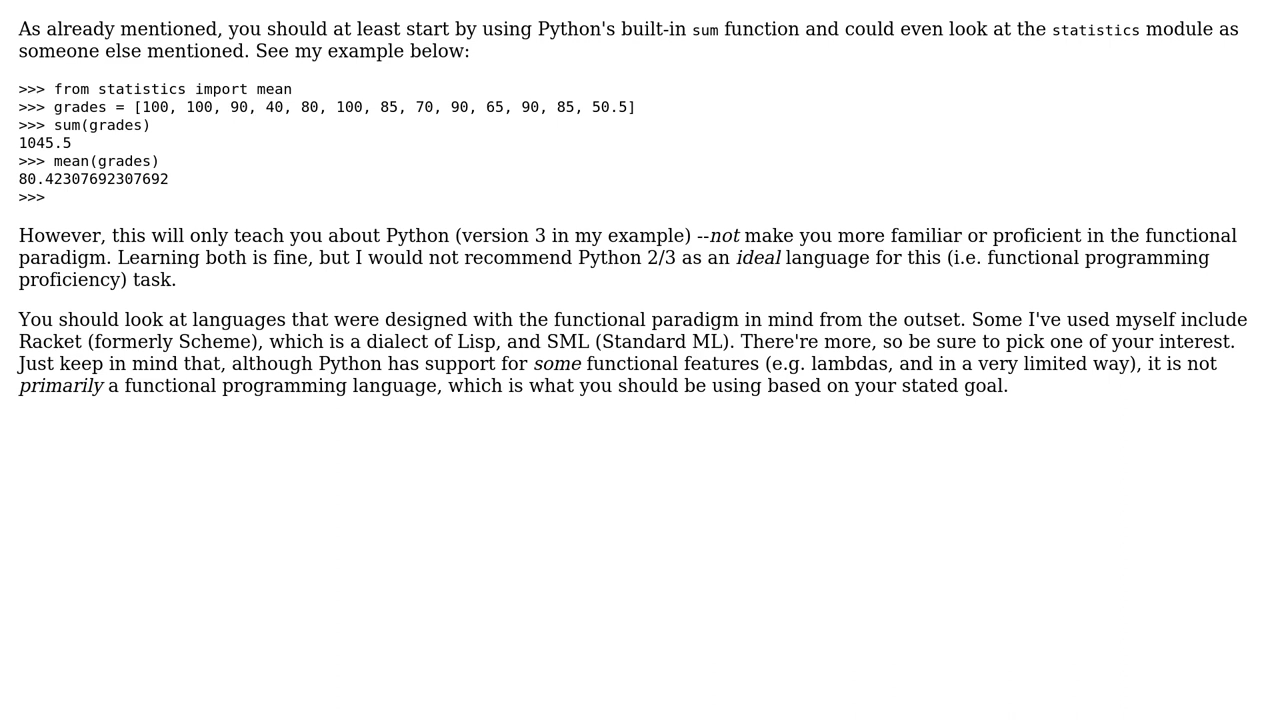 As already mentioned, you should at least start by using Python's built-in sum function and could even look at the statistics module as
someone else mentioned. See my example below:
>>> from statistics import mean
>>> grades = [100, 100, 90, 40, 80, 100, 85, 70, 90, 65, 90, 85, 50.5]
>>> sum(grades)
1045.5
>>> mean(grades)
80.42307692307692
>>>
However, this will only teach you about Python (version 3 in my example) --not make you more familiar or proficient in the functional
paradigm. Learning both is fine, but I would not recommend Python 2/3 as an ideal language for this (i.e. functional programming
proficiency) task.
You should look at languages that were designed with the functional paradigm in mind from the outset. Some I've used myself include
Racket (formerly Scheme), which is a dialect of Lisp, and SML (Standard ML). There're more, so be sure to pick one of your interest.
Just keep in mind that, although Python has support for some functional features (e.g. lambdas, and in a very limited way), it is not
primarily a functional programming language, which is what you should be using based on your stated goal.